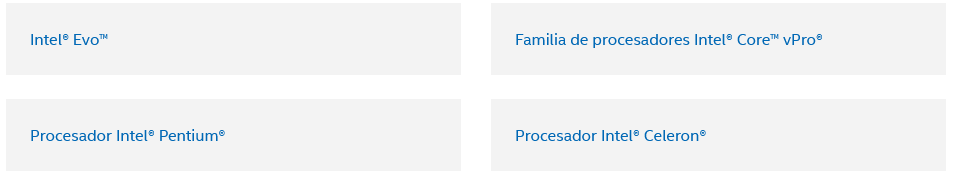 Intel® Evo™
Familia de procesadores Intel® Core™ vPro®
Procesador Intel® Pentium®
Procesador Intel® Celeron®